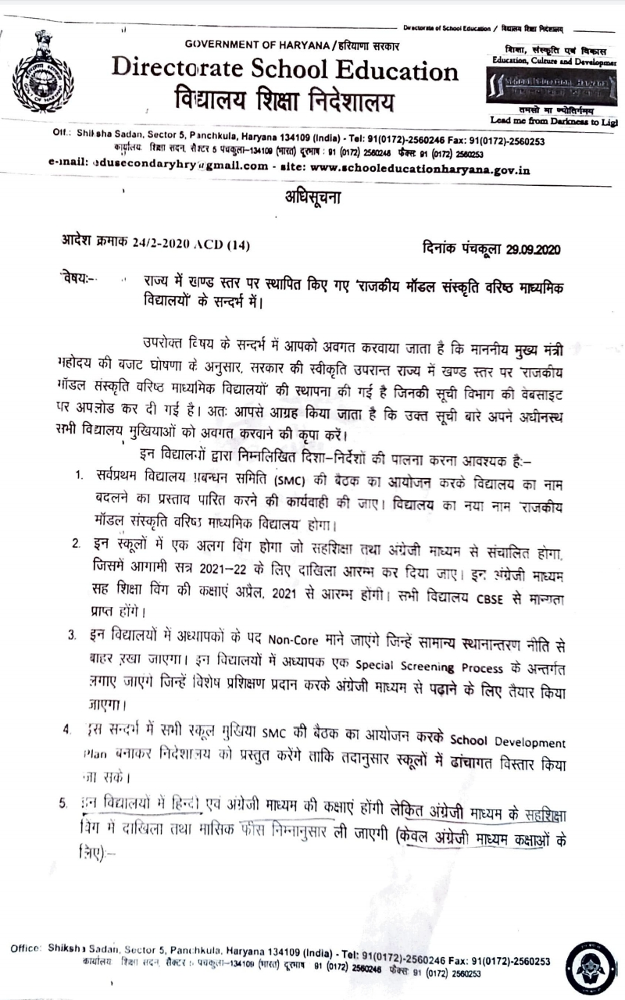 Directorate of School Education / विद्यालय शिक्षा निदेशालय
GOVERNMENT OF HARYANA/हरियाणा सरकार
Directorate School Education
विद्यालय शिक्षा निदेशालय
शिक्षा, संस्कृति एवं विकास
Education, Culture and Developmer
School Education Haryana
तमसो मा ज्योतिर्गमय
Lead me from Darkness to Ligl
Off.: Shiksha Sadan, Sector 5, Panchkula, Haryana 134109 (India) - Tel: 91(0172)-2560246 Fax: 91(0172)-2560253
कार्यालय शिक्षा सदन, सैक्टर 5 पंचकुला-134109 (भारत) दूरभाष : 91 (0172) 2560246 फैक्स 91 (0172) 2560253
e-mail: edusecondaryhry@gmail.com - site: www.schooleducationharyana.gov.in
अधिसूचना
आदेश क्रमाक 24/2-2020 ACD (14)
दिनांक पंचकूला 29.09.2020
वेषयः-
राज्य में खण्ड स्तर पर स्थापित किए गए 'राजकीय मॉडल संस्कृति वरिष्ठ माध्यमिक
विद्यालयों' के सन्दर्भ में।
उपरोक्त विषय के सन्दर्भ में आपको अवगत करवाया जाता है कि माननीय मुख्य मंत्री
महोदय की बजट घोषणा के अनुसार, सरकार की स्वीकृति उपरान्त राज्य में खण्ड स्तर पर 'राजकीय
मॉडल संस्कृति वरिष्ठ माध्यमिक विद्यालयों' की स्थापना की गई है जिनकी सूची विभाग की वेबसाइट
पर अपलोड कर दी गई है। अतः आपसे आग्रह किया जाता है कि उक्त सूची बारे अपने अधीनस्थ
सभी विद्यालय मुखियाओं को अवगत करवाने की कृपा करें।
इन विद्यालयों द्वारा निम्नलिखित दिशा-निर्देशों की पालना करना आवश्यक हैः-
1. सर्वप्रथम विद्यालय प्रबन्धन समिति (SMC) की बैठक का आयोजन करके विद्यालय का नाम
बदलने का प्रस्ताव पारित करने की कार्यवाही की जाए। विद्यालय का नया नाम 'राजकीय
मॉडल संस्कृति वरिष्ठ माध्यमिक विद्यालय' होगा।
2. इन स्कूलों में एक अलग विंग होगा जो सहशिक्षा तथा अंग्रेजी माध्यम से संचालित होगा,
जिसमें आगामी सत्र 2021-22 के लिए दाखिला आरम्भ कर दिया जाए। इन अंग्रेजी माध्यम
सह शिक्षा विंग की कक्षाएं अप्रैल, 2021 से आरम्भ होंगी। सभी विद्यालय CBSE से मान्यता
प्राप्त होंगे।
3. इन विद्यालयों में अध्यापकों के पद Non-Core माने जाएंगे जिन्हें सामान्य स्थानान्तरण नीति से
बाहर रखा जाएगा। इन विद्यालयों में अध्यापक एक Special Screening Process के अन्तर्गत
लगाए जाएंगे जिन्हें विशेष प्रशिक्षण प्रदान करके अंग्रेजी माध्यम से पढ़ाने के लिए तैयार किया
जाएगा।
4. इस सन्दर्भ में सभी स्कूल मुखिया SMC की बैठक का आयोजन करके School Development
Plan बनाकर निदेशालय को प्रस्तुत करेंगे ताकि तदानुसार स्कूलों में ढांचागत विस्तार किया
जा सके।
5. इन विद्यालयों में हिन्दी एवं अंग्रेजी माध्यम की कक्षाएं होंगी लेकित अंग्रेजी माध्यम के सहशिक्षा
विंग में दाखिला तथा मासिक फीस निम्नानुसार ली जाएगी (केवल अंग्रेजी माध्यम कक्षाओं के
लिए):-
Office: Shiksha Sadan, Sector 5, Panchkula, Haryana 134109 (India) - Tel: 91(0172)-2560246 Fax: 91(0172)-2560253
कार्यालय शिक्षा सदन, सैक्टर 5 पंचकुला-134109 (भारत) दूरभाष 91 (0172) 2560246 फैक्स 91 (0172) 2560253